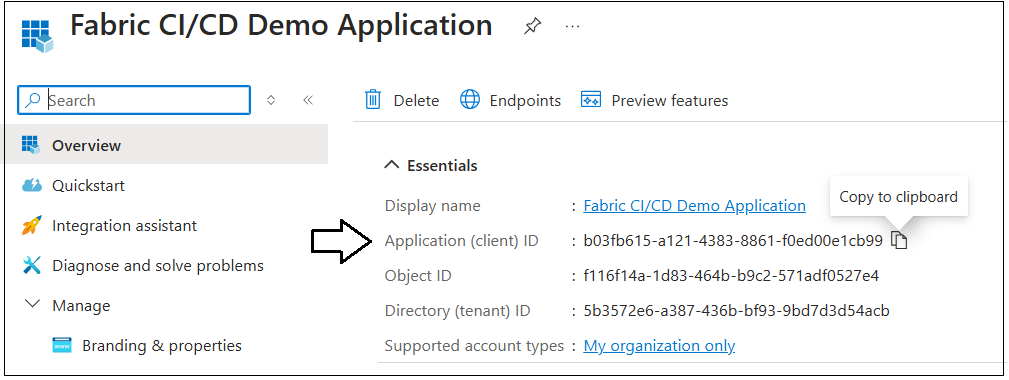 Fabric CI/CD Demo Application
Search
Delete Endpoints Preview features
Overview
Quickstart
Integration assistant
Diagnose and solve problems
Manage
Branding & properties
Essentials
Copy to clipboard
Display name : Fabric CI/CD Demo Application
Application (client) ID : b03fb615-a121-4383-8861-f0ed00e1cb99
Object ID : f116f14a-1d83-464b-b9c2-571adf0527e4
Directory (tenant) ID : 5b3572e6-a387-436b-bf93-9bd7d3d54acb
Supported account types : My organization only